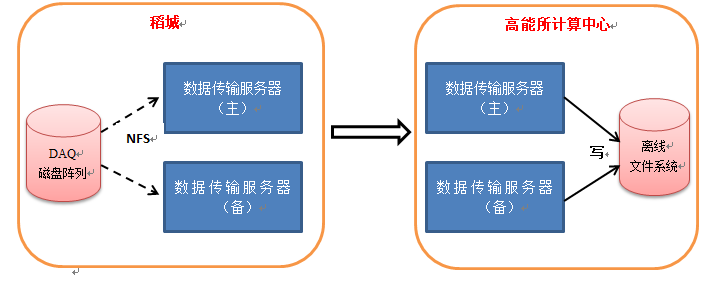 稻城
高能所计算中心
数据传输服务器
（主）
数据传输服务器
（主）
DAQ
磁盘阵列
NFS
写
离线
文件系统
数据传输服务器
（备）
数据传输服务器
（备）